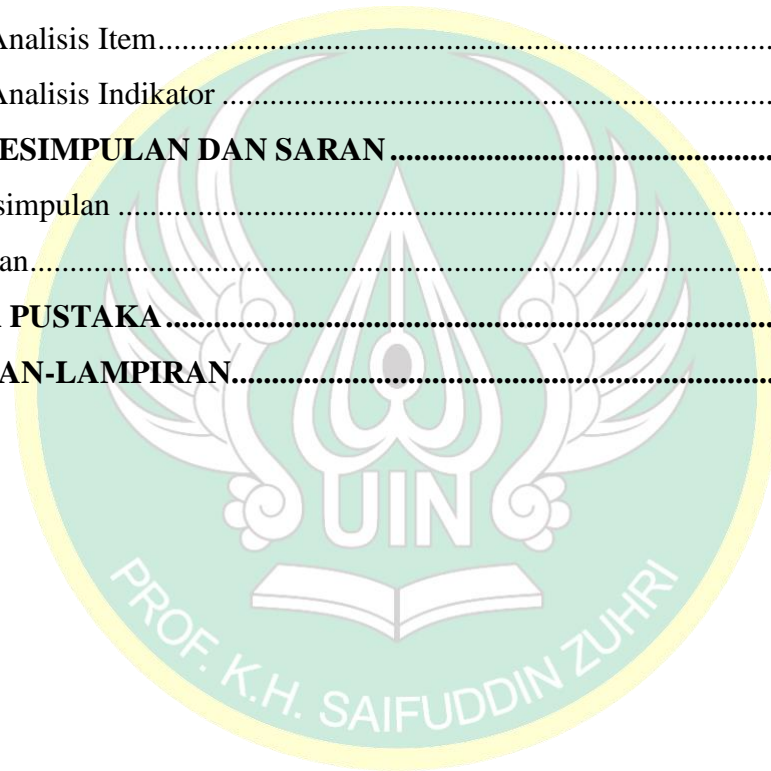 Analisis Item
Analisis Indikator
ESIMPULAN DAN SARAN
simpulan
an
PUSTAKA
AN-LAMPIRAN
UIN
PROF. K.H. SAIFUDDIN ZUHRI